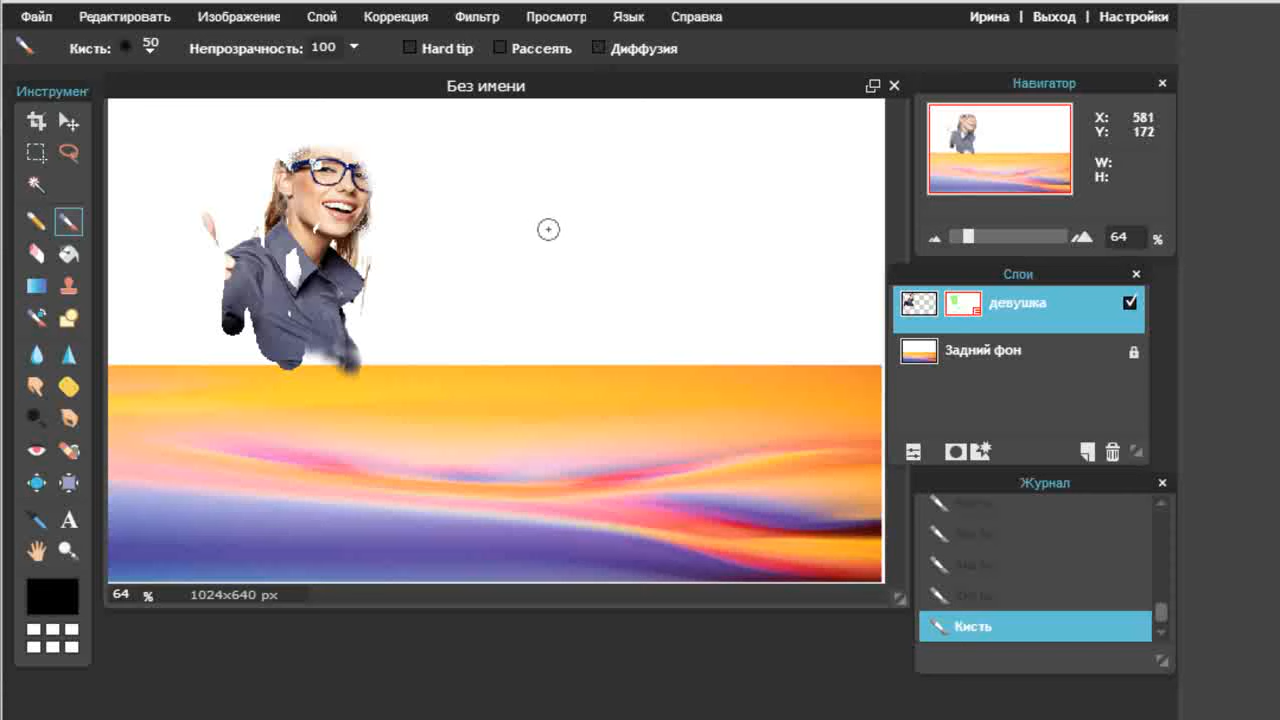 Файл Редактировать Изображение Слой Коррекция Фильтр Просмотр Язык Справка Ирина | Выход | Настройки
Кисть: 50 Непрозрачность: 100 Hard tip Рассеять Диффузия
Инструмент
Без имени
Навигатор
X: 581
Y: 172
W:
H:
64 %
Слои
девушка
Задний фон
Журнал
Кисть
64 % 1024x640 px
A